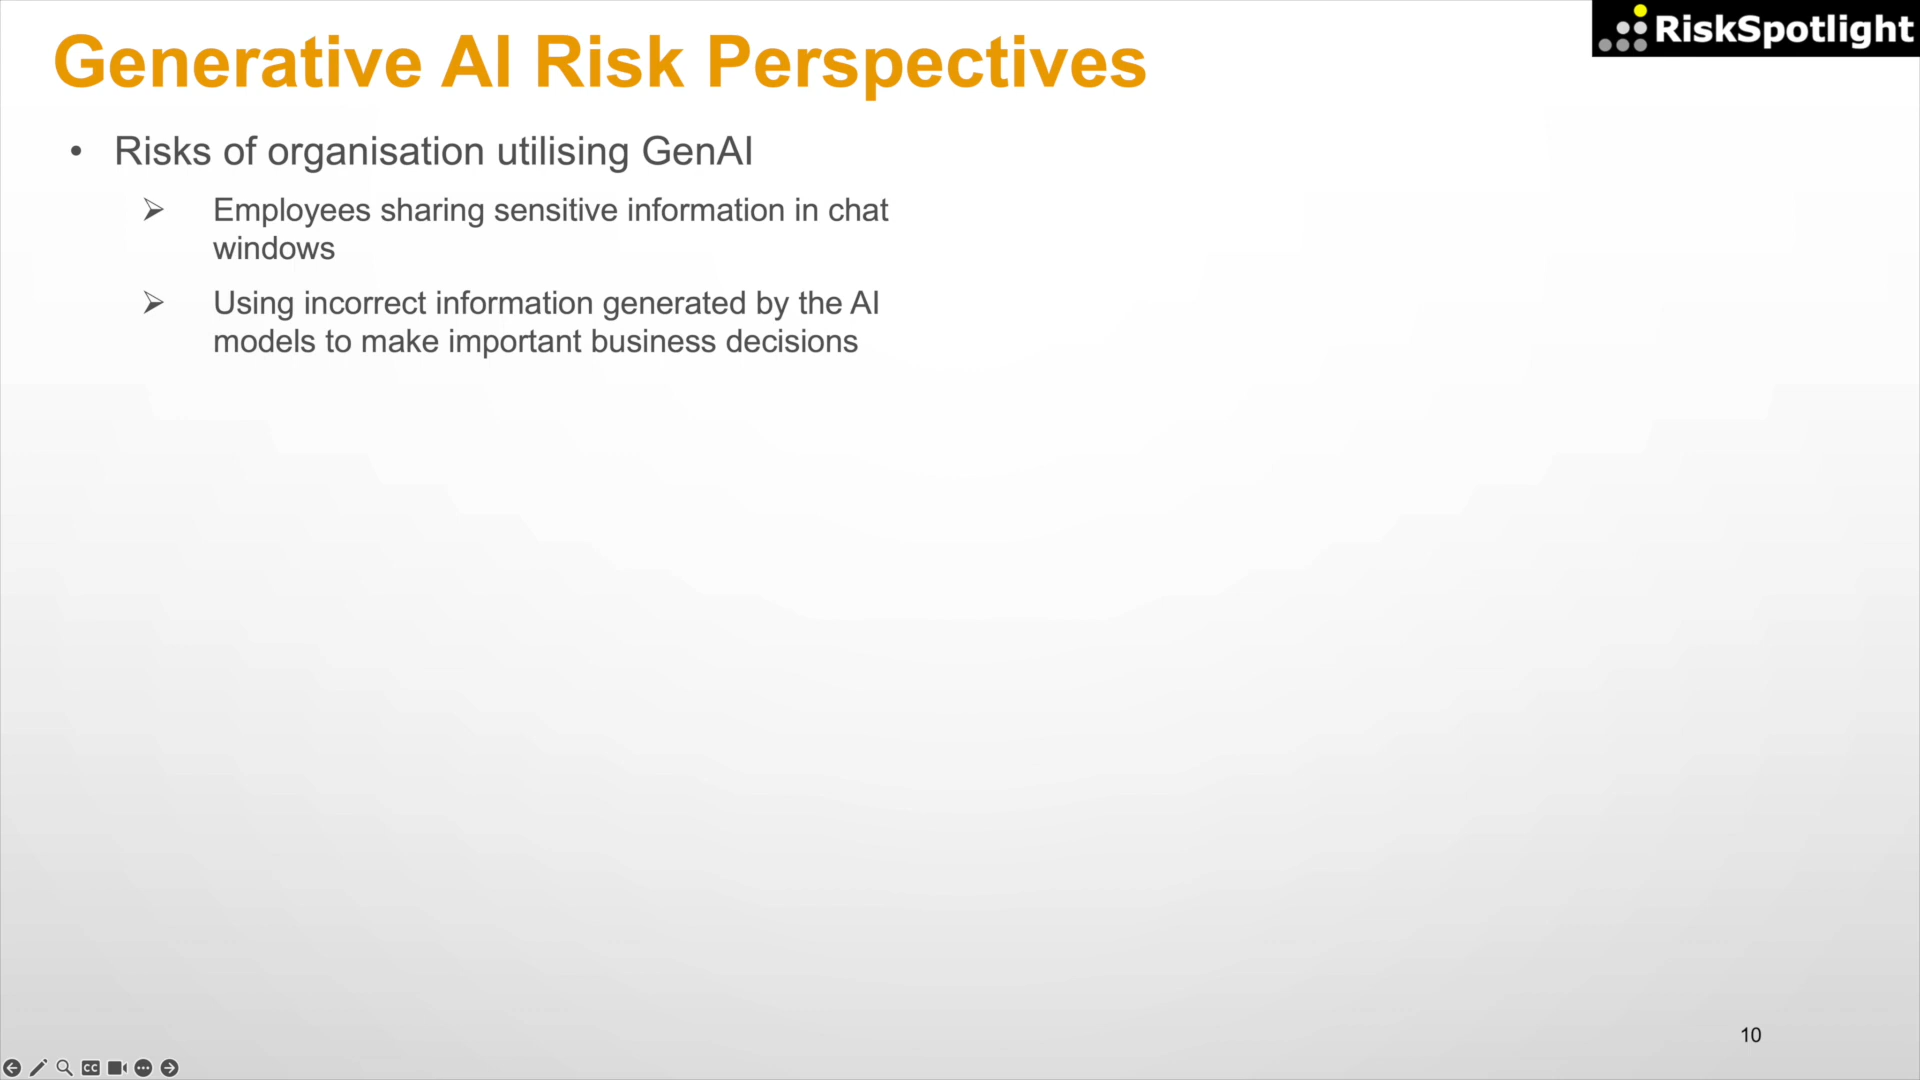 Generative AI Risk Perspectives
RiskSpotlight
• Risks of organisation utilising GenAI
➢ Employees sharing sensitive information in chat
windows
➢ Using incorrect information generated by the AI
models to make important business decisions
10
CC